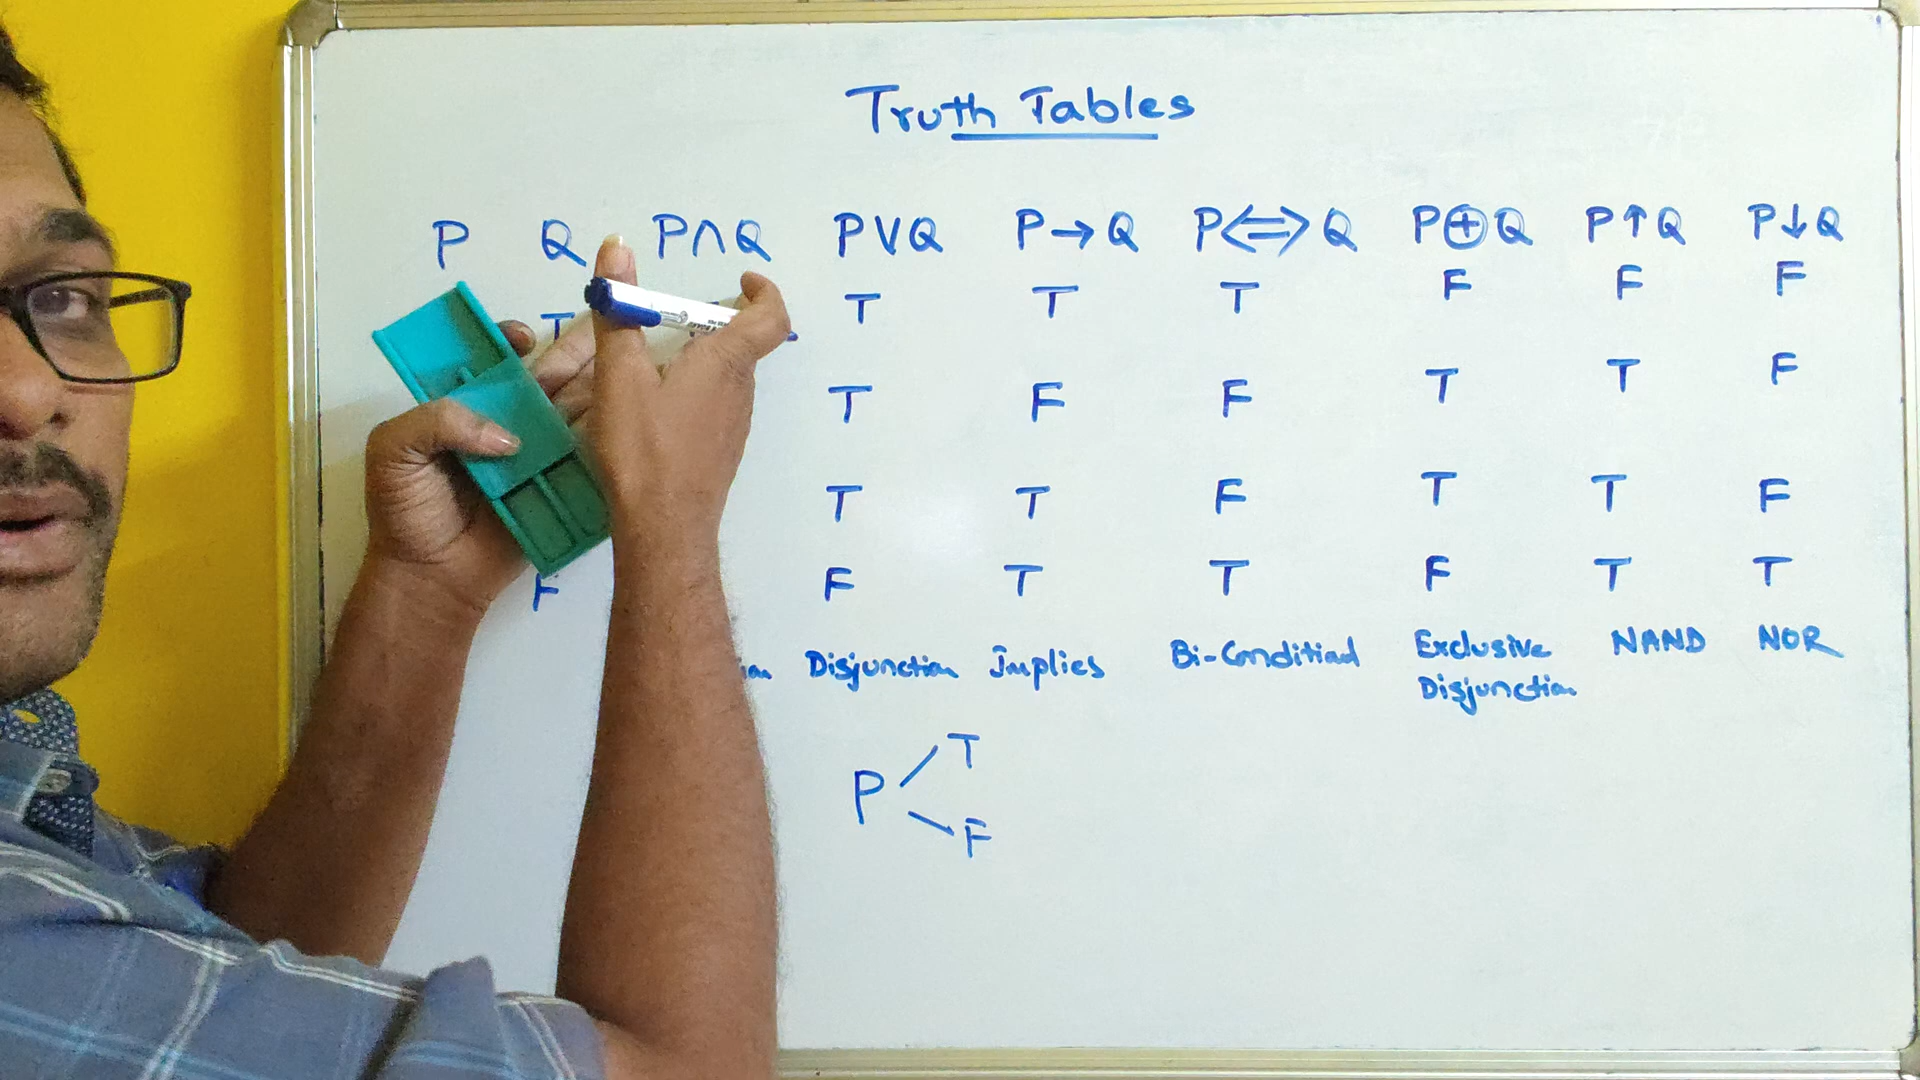 Truth Tables
P Q P∧Q P∨Q P→Q P⟺Q P⊕Q P↑Q P↓Q
T T T T F F F
T F F T T F
T T F T T F
F F T T F T T
Disjunction Implies Bi-Conditional Exclusive Disjunction NAND NOR
P T
F